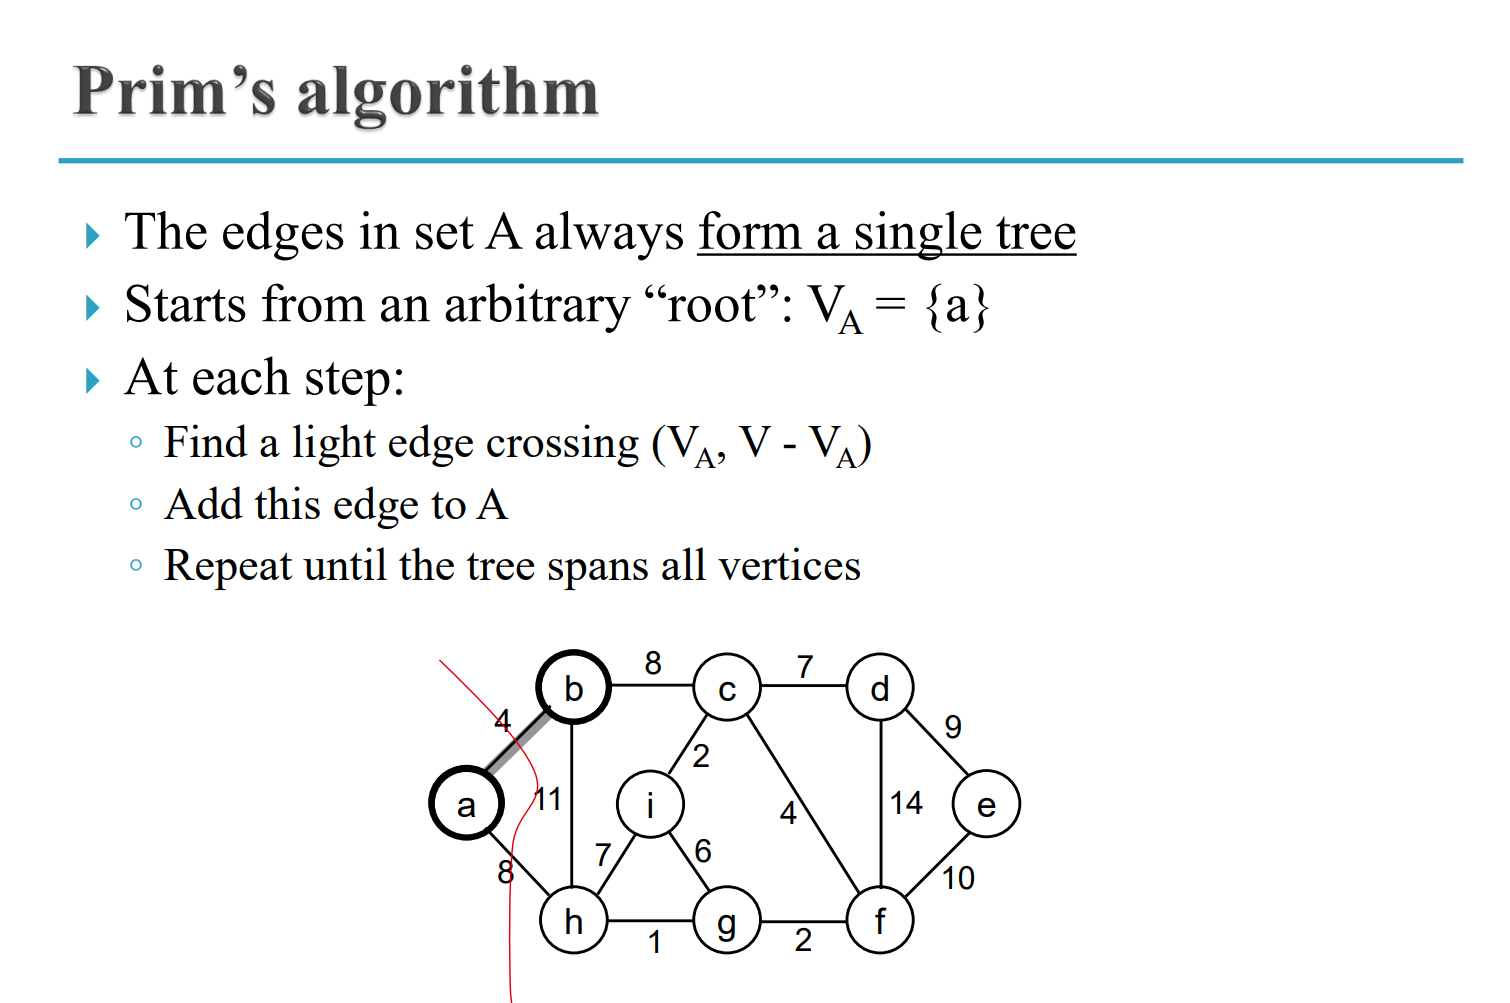 Prim’s algorithm
The edges in set A always form a single tree
Starts from an arbitrary “root”: VA = {a}
At each step:
Find a light edge crossing (VA, V - VA)
Add this edge to A
Repeat until the tree spans all vertices
b 8 c 7 d
4 9
2
a 11 i 4 14 e
7 6
8 10
h g f
1 2